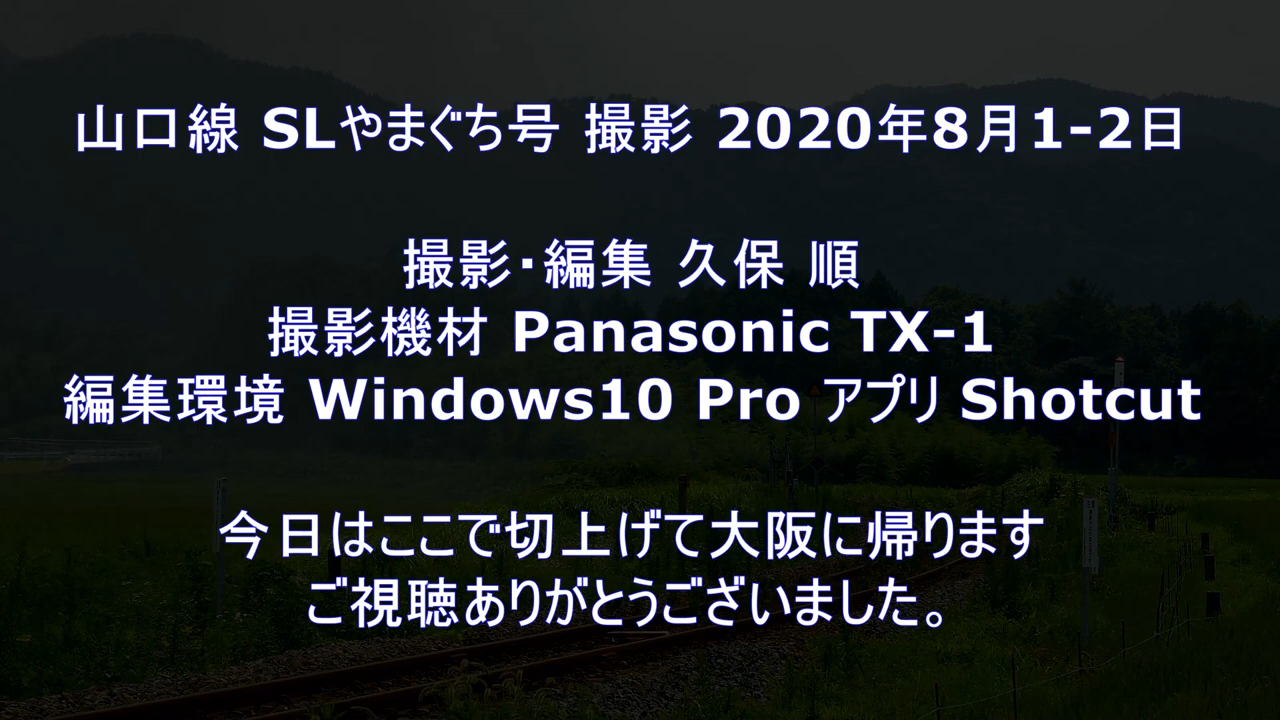 山口線 SLやまぐち号 撮影 2020年8月1-2日
撮影・編集 久保 順
撮影機材 Panasonic TX-1
編集環境 Windows10 Pro アプリ Shotcut
今日はここで切上げて大阪に帰ります
ご視聴ありがとうございました。